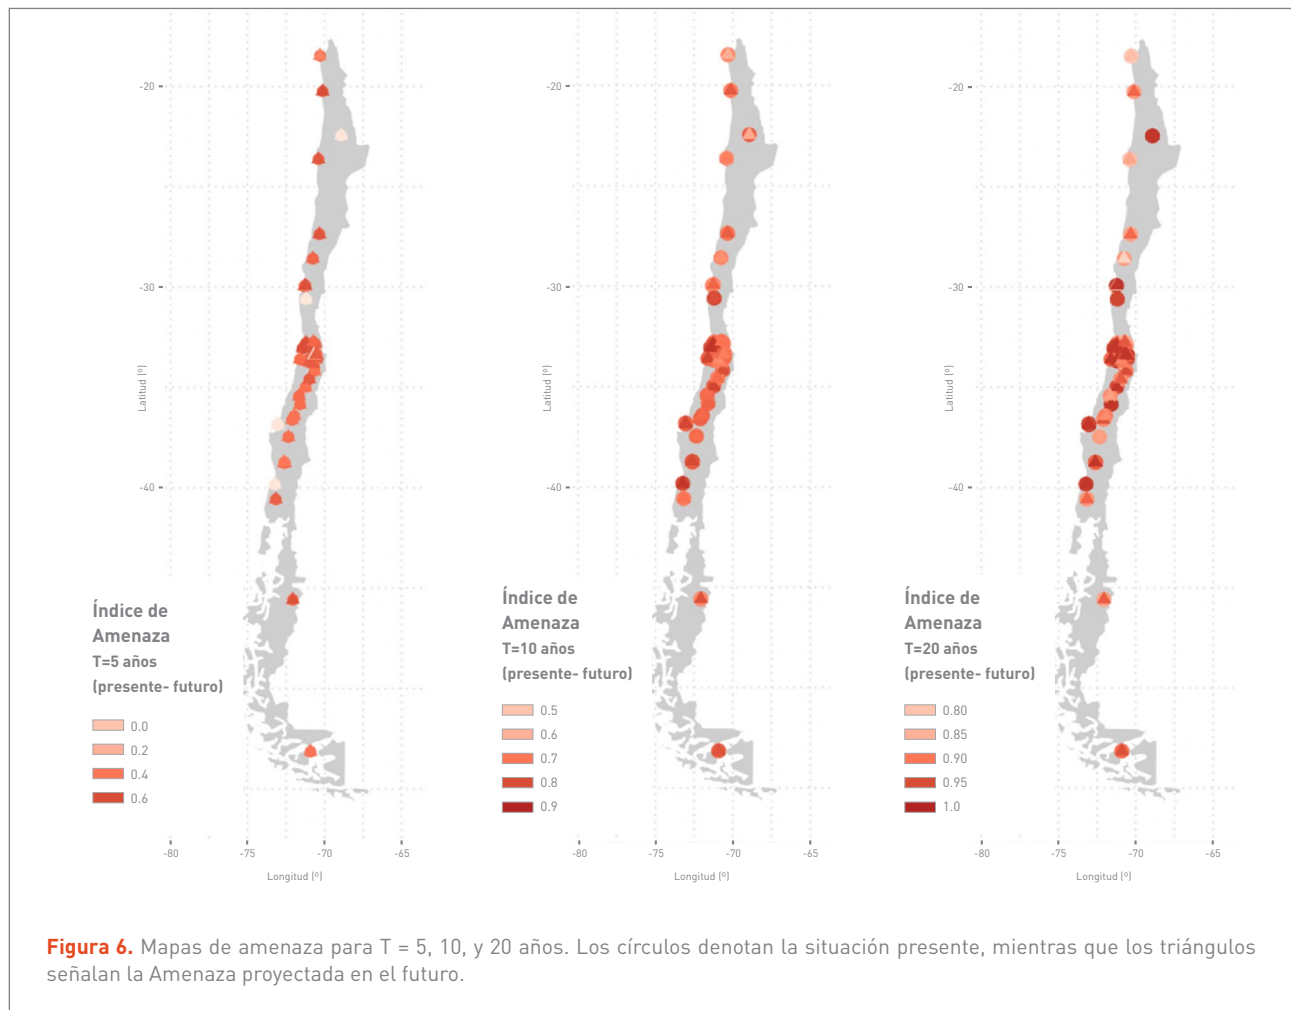 -20
-30
-40
Latitud (º)
Índice de
Amenaza
T=5 años
(presente- futuro)
0.0
0.2
0.4
0.6
-80
-75
-70
-65
Longitud (º)
-20
-30
-40
Latitud (º)
Índice de
Amenaza
T=10 años
(presente- futuro)
0.5
0.6
0.7
0.8
0.9
-80
-75
-70
-65
Longitud (º)
-20
-30
-40
Latitud (º)
Índice de
Amenaza
T=20 años
(presente- futuro)
0.80
0.85
0.90
0.95
1.0
-80
-75
-70
-65
Longitud (º)
Figura 6. Mapas de amenaza para T = 5, 10, y 20 años. Los círculos denotan la situación presente, mientras que los triángulos
señalan la Amenaza proyectada en el futuro.